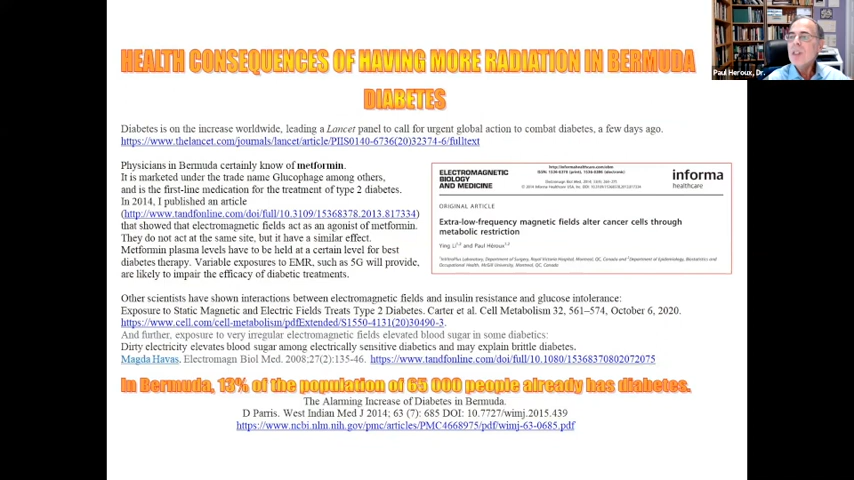 HEALTH CONSEQUENCES OF HAVING MORE RADIATION IN BERMUDA
DIABETES
Paul Heroux, Dr.
Diabetes is on the increase worldwide, leading a Lancet panel to call for urgent global action to combat diabetes, a few days ago.
https://www.thelancet.com/journals/lancet/article/PIIS0140-6736(20)32374-6/fulltext
Physicians in Bermuda certainly know of metformin.
It is marketed under the trade name Glucophage among others,
and is the first-line medication for the treatment of type 2 diabetes.
In 2014, I published an article
(http://www.tandfonline.com/doi/full/10.3109/15368378.2013.817334)
that showed that electromagnetic fields act as an agonist of metformin.
They do not act at the same site, but it have a similar effect.
Metformin plasma levels have to be held at a certain level for best
diabetes therapy. Variable exposures to EMR, such as 5G will provide,
are likely to impair the efficacy of diabetic treatments.
ELECTROMAGNETIC
BIOLOGY
AND MEDICINE
http://informahealthcare.com/ebm
informa
healthcare
ORIGINAL ARTICLE
Extra-low-frequency magnetic fields alter cancer cells through
metabolic restriction
Ying Li and Paul Héroux
Other scientists have shown interactions between electromagnetic fields and insulin resistance and glucose intolerance:
Exposure to Static Magnetic and Electric Fields Treats Type 2 Diabetes. Carter et al. Cell Metabolism 32, 561–574, October 6, 2020.
https://www.cell.com/cell-metabolism/pdfExtended/S1550-4131(20)30490-3.
And further, exposure to very irregular electromagnetic fields elevated blood sugar in some diabetics:
Dirty electricity elevates blood sugar among electrically sensitive diabetics and may explain brittle diabetes.
Magda Havas. Electromagn Biol Med. 2008;27(2):135-46. https://www.tandfonline.com/doi/full/10.1080/15368370802072075
In Bermuda, 13% of the population of 65 000 people already has diabetes.
The Alarming Increase of Diabetes in Bermuda.
D Parris. West Indian Med J 2014; 63 (7): 685 DOI: 10.7727/wimj.2015.439
https://www.ncbi.nlm.nih.gov/pmc/articles/PMC4668975/pdf/wimj-63-0685.pdf